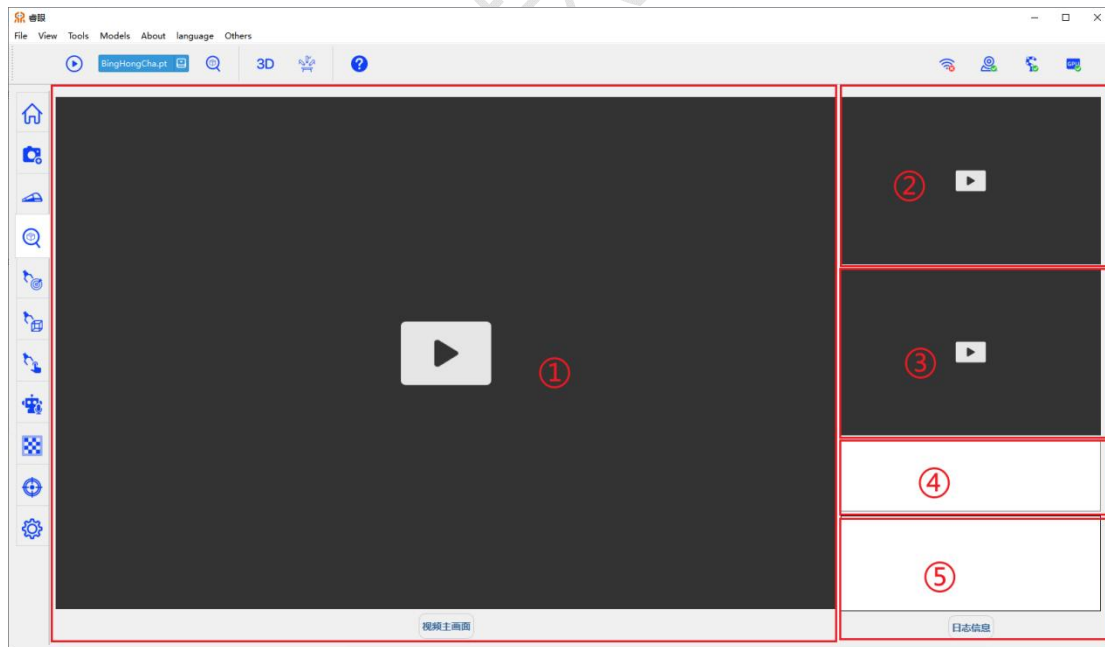 睿眼
File View Tools Models About language Others
BingHongCha.pt 3D ?
①
②
③
④
⑤
视频主画面
日志信息